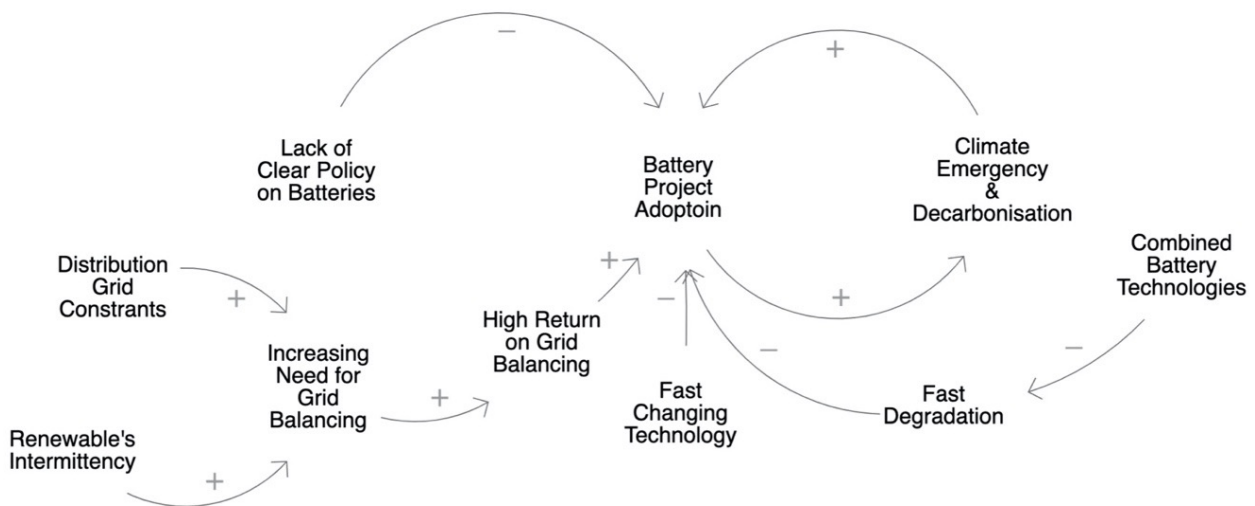 −
+
Lack of
Clear Policy
on Batteries
Battery
Project
Adoptoin
Climate
Emergency
&
Decarbonisation
Combined
Battery
Technologies
Distribution
Grid
Constrants
+
+
−
+
High Return
on Grid
Balancing
Increasing
Need for
Grid
Balancing
+
−
−
Fast
Changing
Technology
Fast
Degradation
Renewable's
Intermittency
+